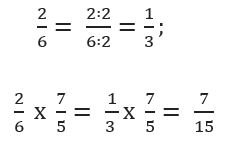 2/6 = 2:2/6:2 = 1/3 ;
2/6 x 7/5 = 1/3 x 7/5 = 7/15